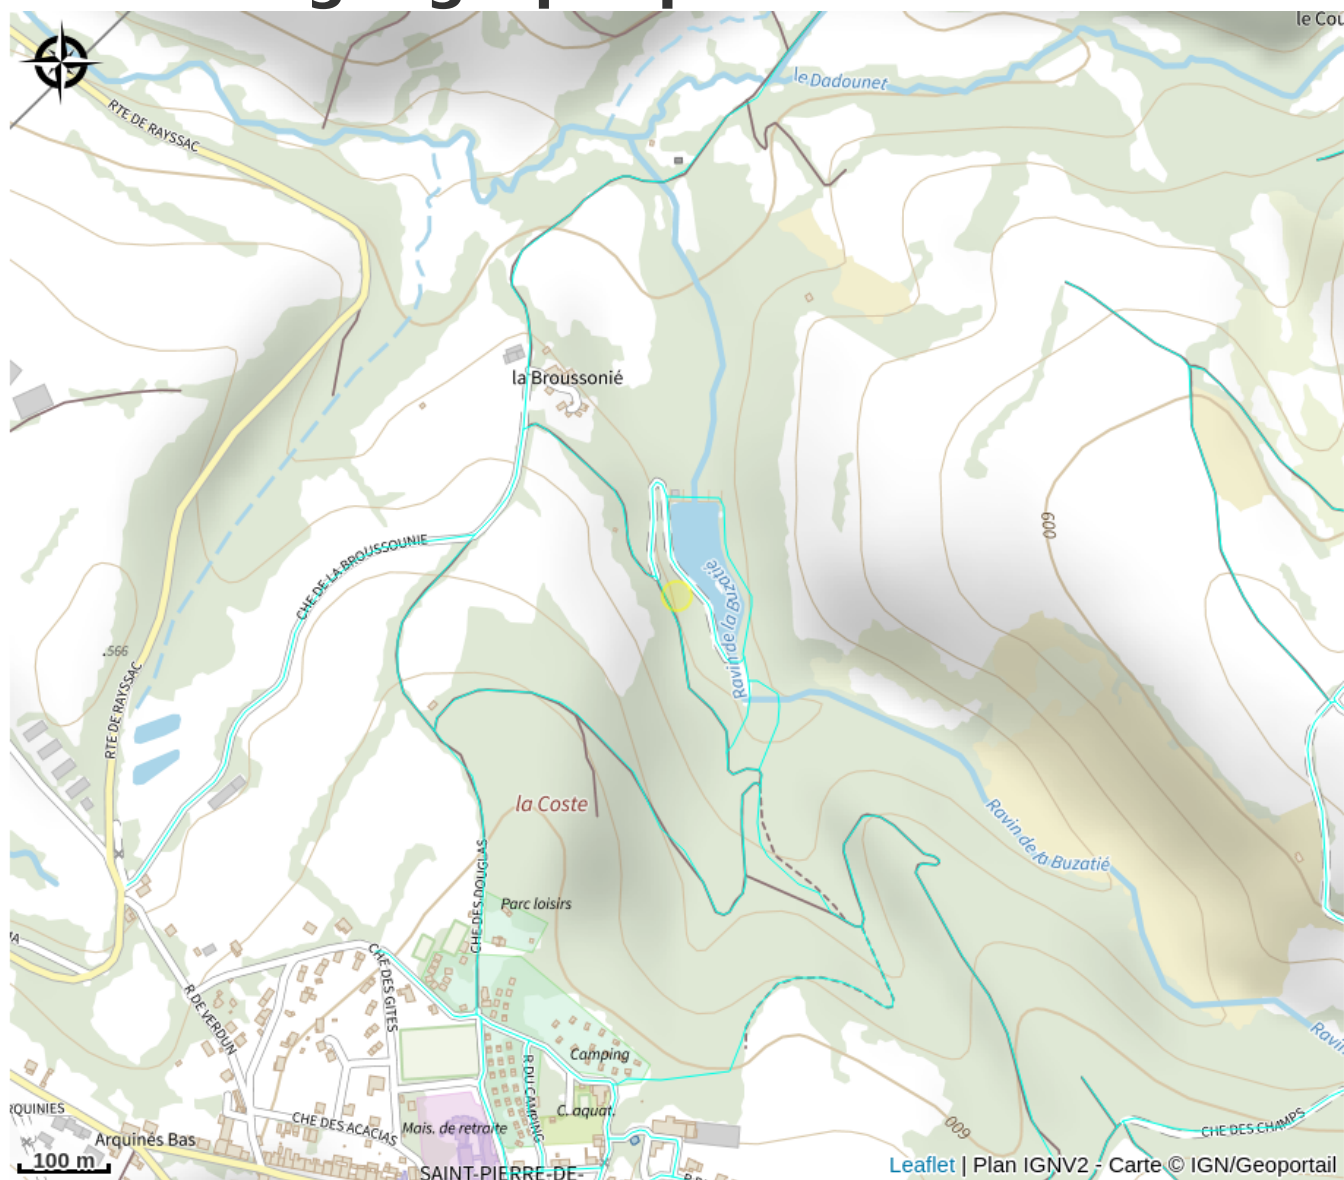 le Cou
le Dadounet
RTE DE RAYSSAC
la Broussonié
600
CHE DE LA BROUSSOUNIE
Ravin de la Buzatié
.566
RTE DE RAYSSAC
la Coste
Ravin de la Buzatié
CHE DES DOUGLAS
Parc loisirs
CHE DES GITES
R DE VERDUN
Ravin
Camping
R DU CAMPING
C. aquat.
ROUINIES
CHE DES ACACIAS
Mais. de retraite
600
CHE DES CHAMPS
Arquinés Bas
100 m
SAINT-PIERRE-DE-
Leaflet | Plan IGNV2 - Carte © IGN/Geoportail